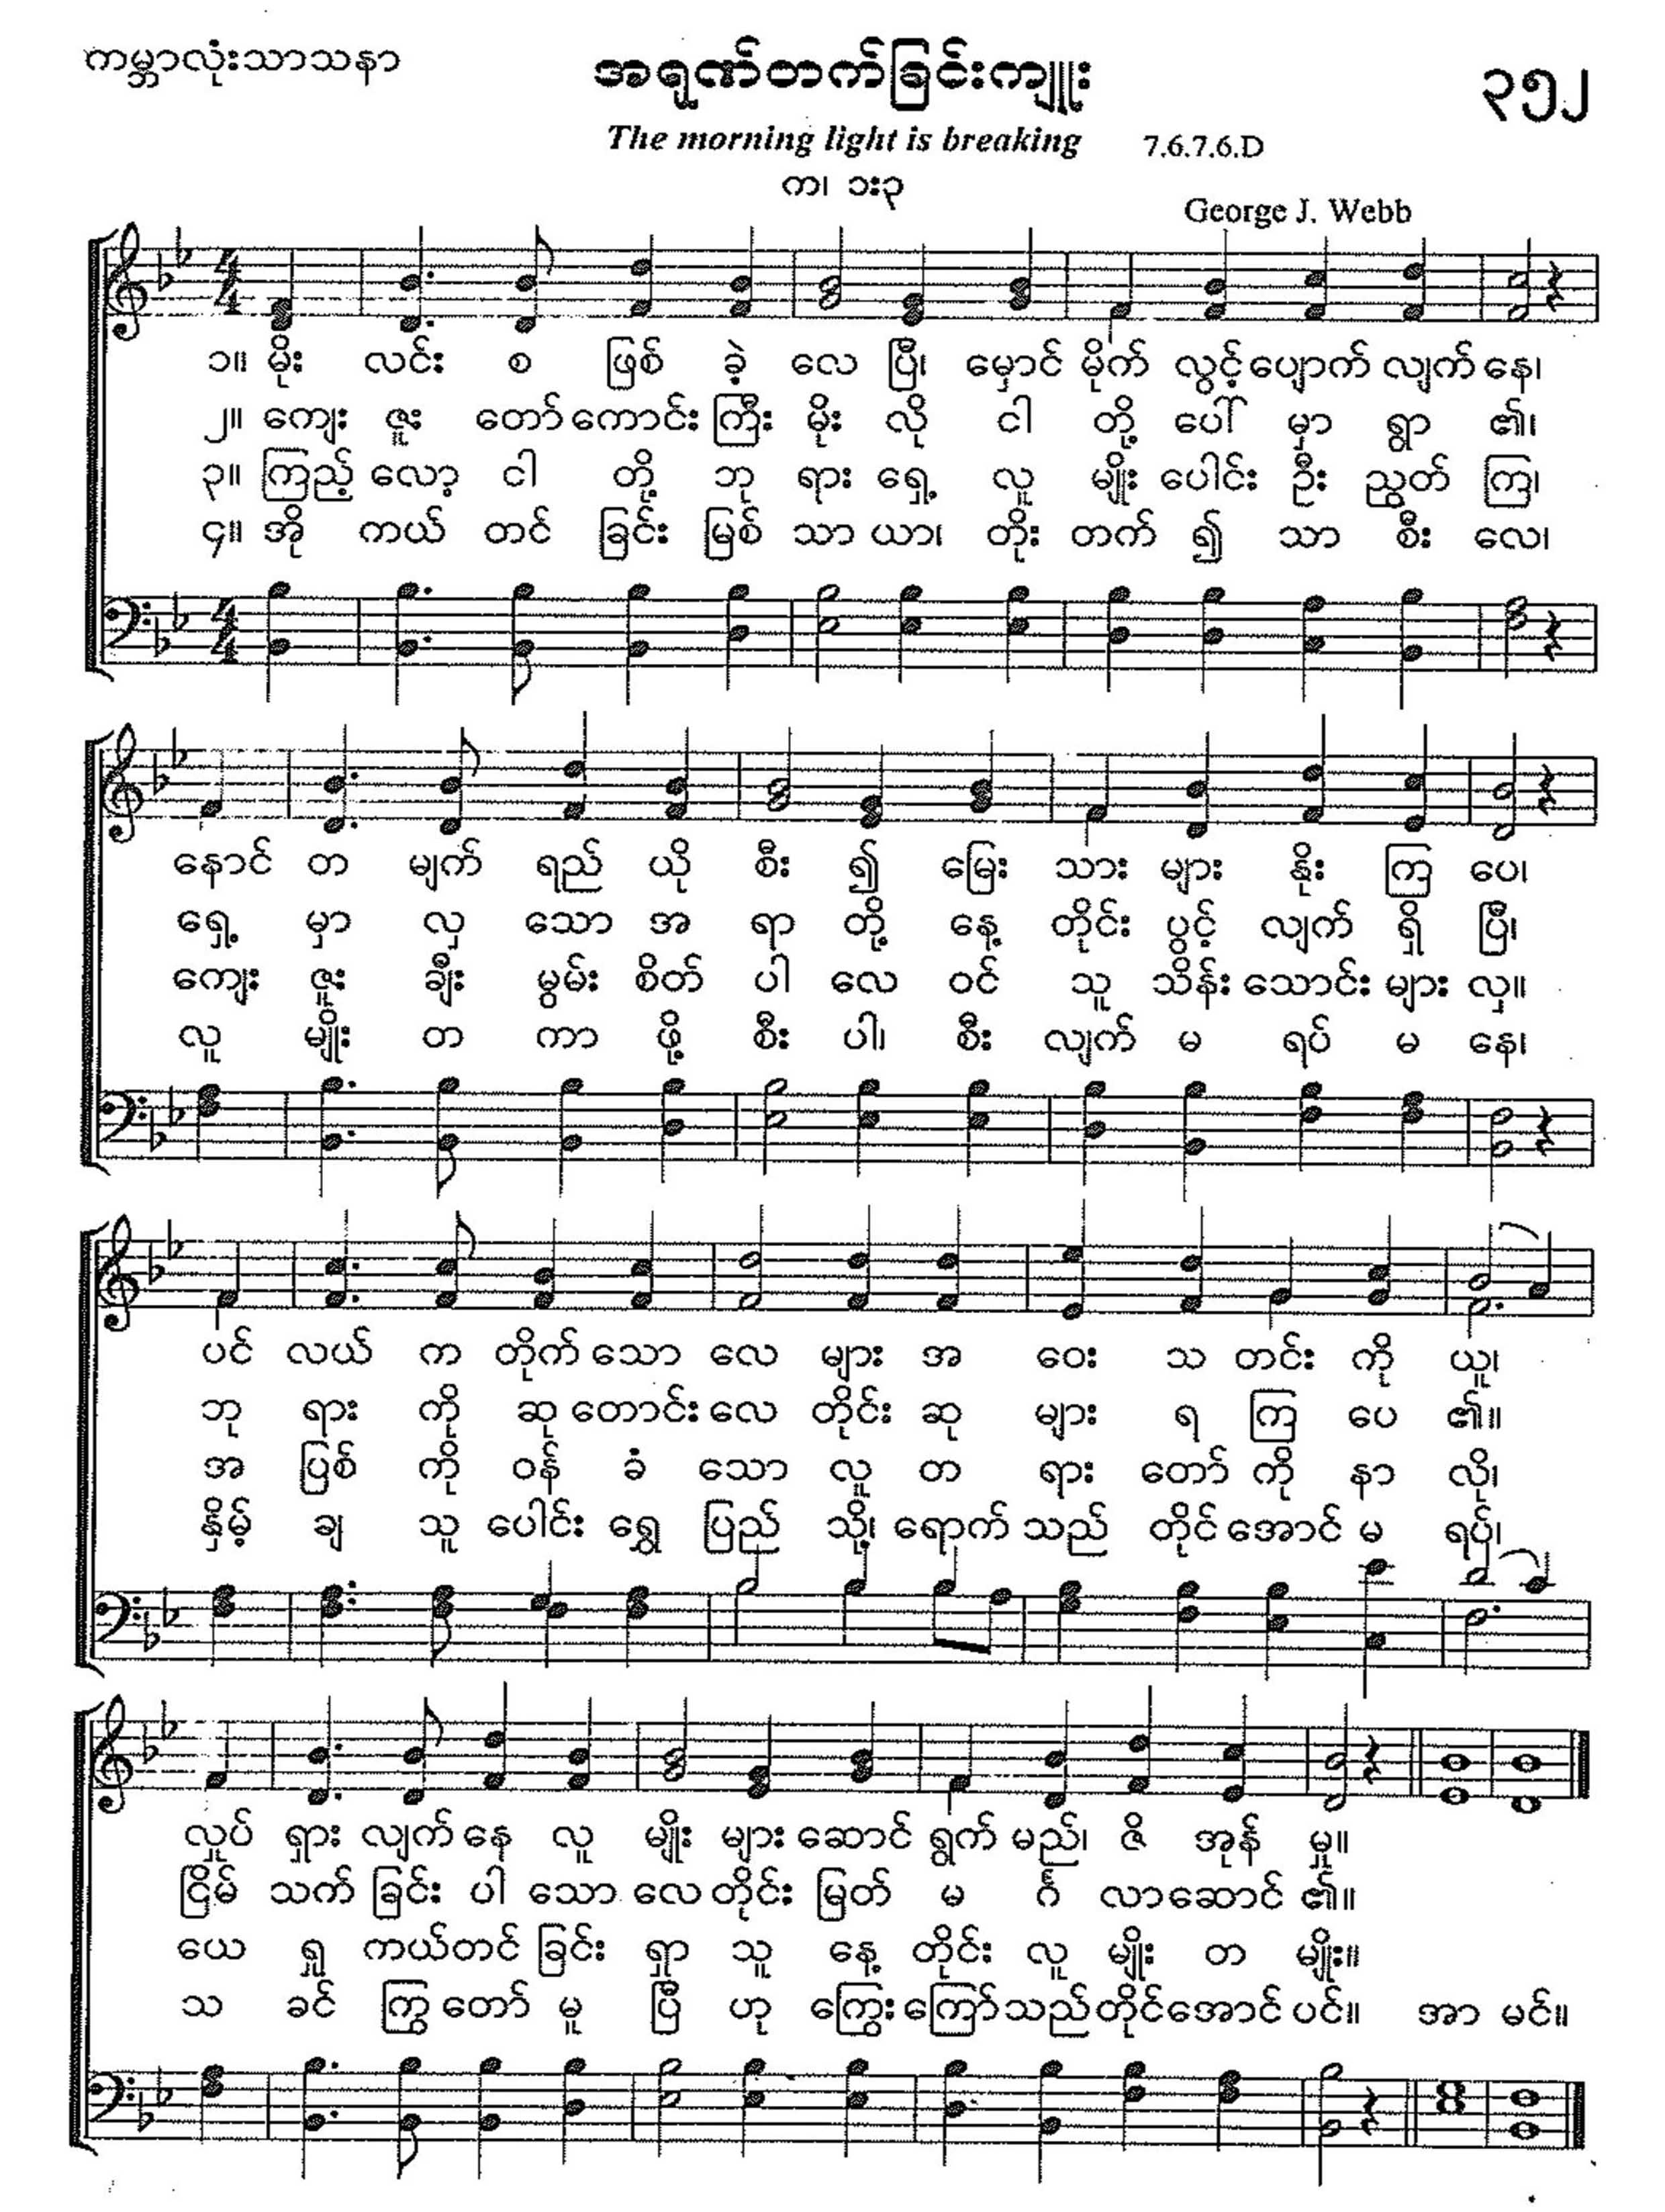 ကမ္ဘာလုံးသာသနာ
အရုဏ်တက်ခြင်းကျူး
၃၅၂
The morning light is breaking 7.6.7.6.D
က၊ ၁း၃
George J. Webb
4 4
၁။ မိုး လင်း စ ဖြစ် ခဲ့ လေ ပြီ၊ မှောင် မိုက် လွင့် ပျောက် လျက် နေ၊
၂။ ကျေး ဇူး တော် ကောင်း ကြီး မိုး လို ငါ တို့ ပေါ် မှာ ရွာ ၏၊
၃။ ကြည့် လော့ ငါ တို့ ဘု ရား ရှေ့ လူ မျိုး ပေါင်း ဦး ညွှတ် ကြ၊
၄။ အို ကယ် တင် ခြင်း မြစ် သာ ယာ၊ တိုး တက် ၍ သာ စီး လေ၊
4 4
နောင် တ မျက် ရည် ယို စီး ၍ မြေး သား များ နိုး ကြ ပေ၊
ရှေ့ မှာ လှ သော အ ရာ တို့ နေ့ တိုင်း ပွင့် လျက် ရှိ ပြီ၊
ကျေး ဇူး ချီး မွမ်း စိတ် ပါ လေ ဝင် သူ သိန်း သောင်း များ လှ။
လူ မျိုး တ ကာ ဖို့ စီး ပါ၊ စီး လျက် မ ရပ် မ နေ၊
ပင် လယ် က တိုက် သော လေ များ အ ဝေး သ တင်း ကို ယူ၊
ဘု ရား ကို ဆု တောင်း လေ တိုင်း ဆု များ ရ ကြ ပေ ၏။
အ ပြစ် ကို ဝန် ခံ သော လူ တ ရား တော် ကို နာ လို၊
နှိမ့် ချ သူ ပေါင်း ရွှေ ပြည် သို့၊ ရောက် သည် တိုင် အောင် မ ရပ်၊
လှုပ် ရှား လျက် နေ လူ မျိုး များ ဆောင် ရွက် မည်၊ ဇိ အုန် မှု။
ငြိမ် သက် ခြင်း ပါ သော လေ တိုင်း မြတ် မ င်္ဂ လာ ဆောင် ၏။
ယေ ရှု ကယ် တင် ခြင်း ရှာ သူ နေ့ တိုင်း လူ မျိုး တ မျိုး။
သ ခင် ကြွ တော် မူ ပြီ ဟု ကြွေး ကြော် သည် တိုင် အောင် ပင်။ အာ မင်။